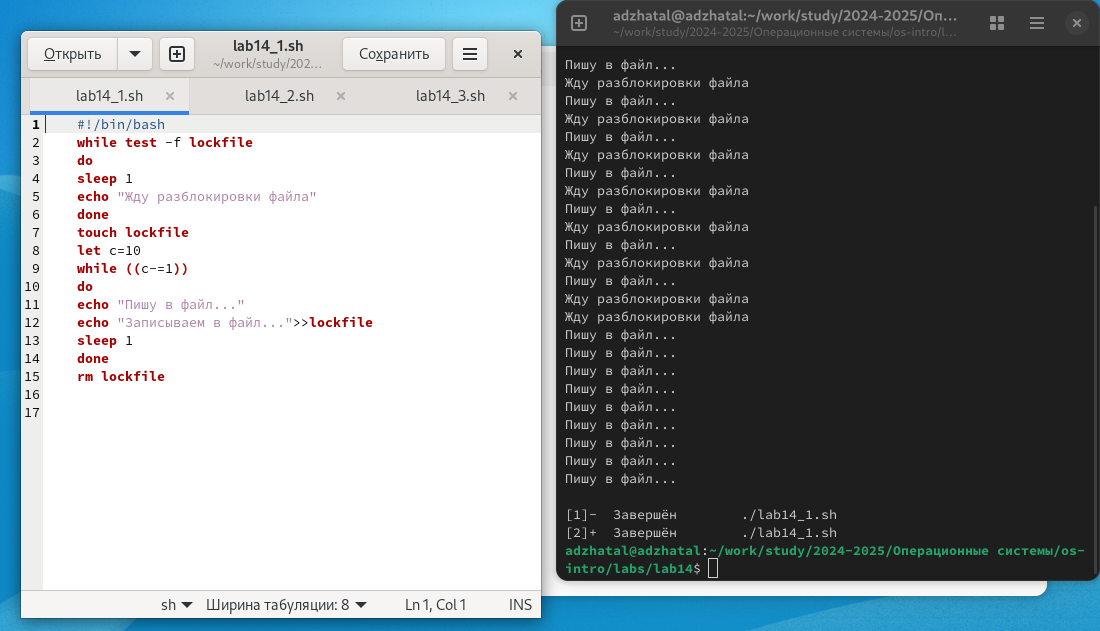 Открыть
lab14_1.sh
~/work/study/202...
Сохранить
lab14_1.sh
lab14_2.sh
lab14_3.sh
1 #!/bin/bash
2 while test -f lockfile
3 do
4 sleep 1
5 echo "Жду разблокировки файла"
6 done
7 touch lockfile
8 let c=10
9 while ((c-=1))
10 do
11 echo "Пишу в файл..."
12 echo "Записываем в файл...">>lockfile
13 sleep 1
14 done
15 rm lockfile
16
17
sh Ширина табуляции: 8 Ln 1, Col 1 INS
adzhatal@adzhatal:~/work/study/2024-2025/Оп...
~/work/study/2024-2025/Операционные системы/os-intro/l...
Пишу в файл...
Жду разблокировки файла
Пишу в файл...
Жду разблокировки файла
Пишу в файл...
Жду разблокировки файла
Пишу в файл...
Жду разблокировки файла
Пишу в файл...
Жду разблокировки файла
Пишу в файл...
Жду разблокировки файла
Пишу в файл...
Жду разблокировки файла
Жду разблокировки файла
Пишу в файл...
Пишу в файл...
Пишу в файл...
Пишу в файл...
Пишу в файл...
Пишу в файл...
Пишу в файл...
Пишу в файл...
Пишу в файл...
[1]- Завершён ./lab14_1.sh
[2]+ Завершён ./lab14_1.sh
adzhatal@adzhatal:~/work/study/2024-2025/Операционные системы/os-
intro/labs/lab14$